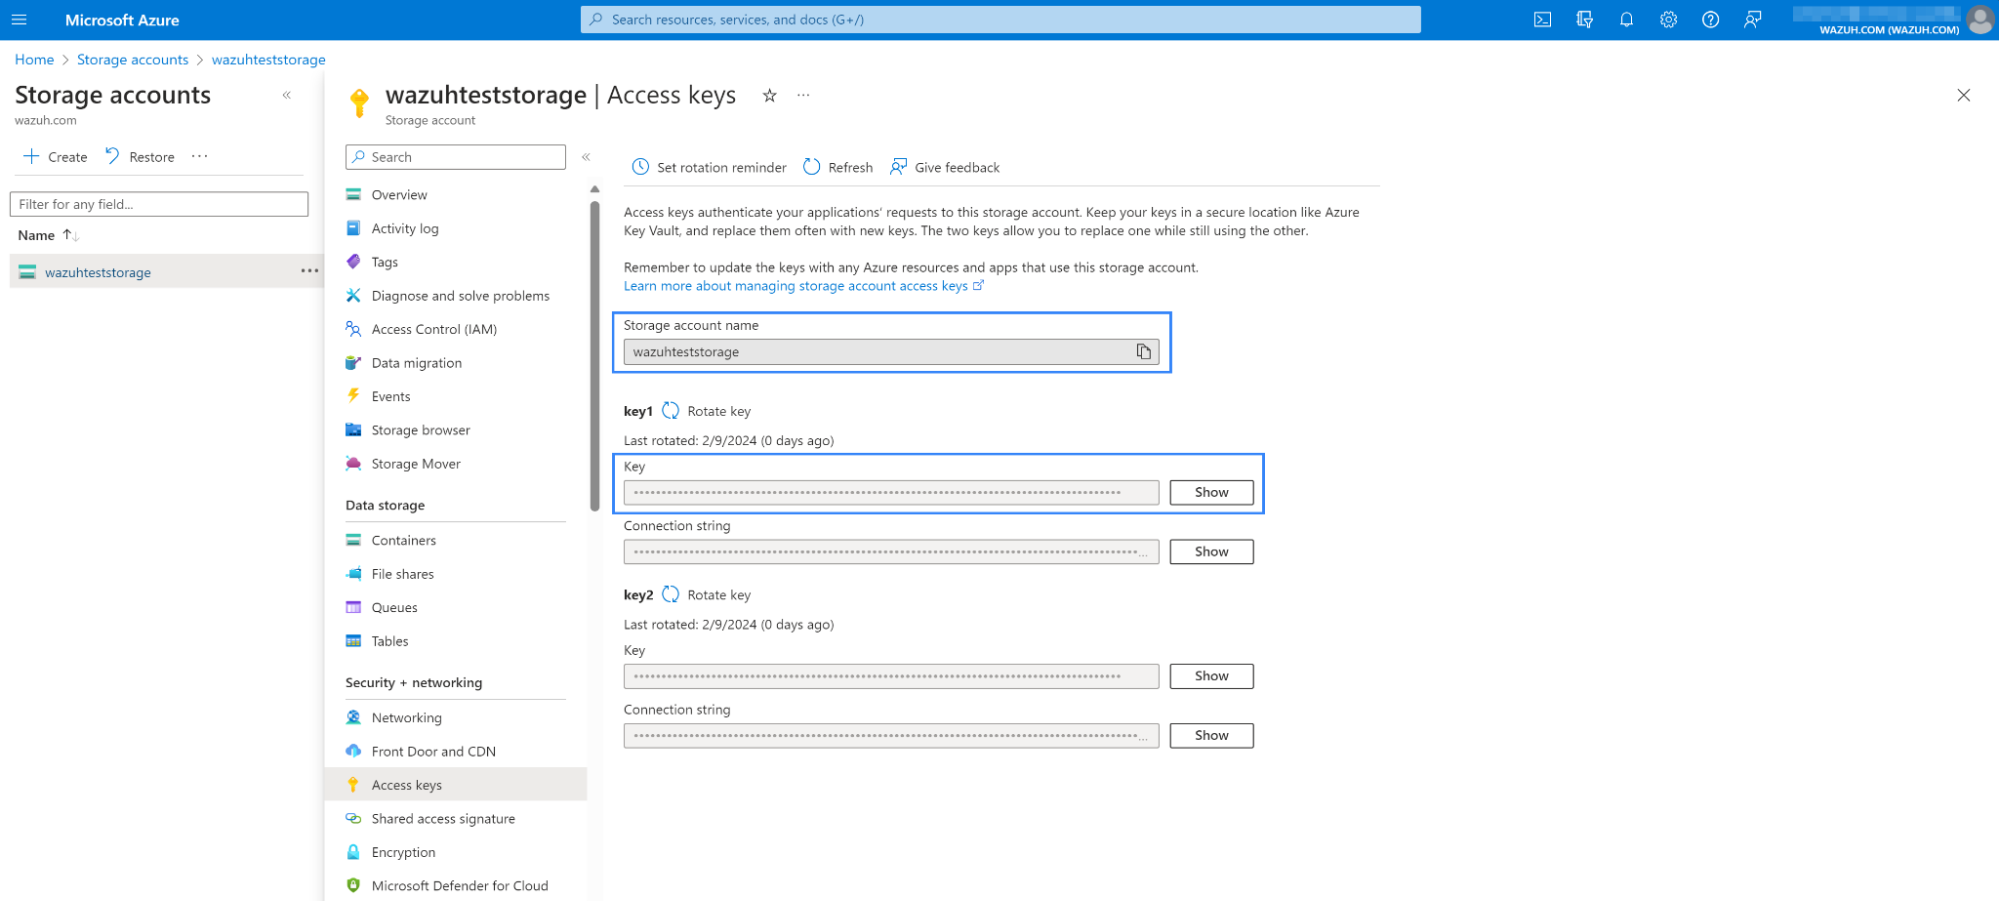 Microsoft Azure
Search resources, services, and docs (G+/)
WAZUH.COM (WAZUH.COM)
Home > Storage accounts > wazuhteststorage
Storage accounts
wazuh.com
Create Restore
Filter for any field...
Name
wazuhteststorage
wazuhteststorage | Access keys
Storage account
Search
Overview
Activity log
Tags
Diagnose and solve problems
Access Control (IAM)
Data migration
Events
Storage browser
Storage Mover
Data storage
Containers
File shares
Queues
Tables
Security + networking
Networking
Front Door and CDN
Access keys
Shared access signature
Encryption
Microsoft Defender for Cloud
Set rotation reminder Refresh Give feedback
Access keys authenticate your applications' requests to this storage account. Keep your keys in a secure location like Azure
Key Vault, and replace them often with new keys. The two keys allow you to replace one while still using the other.
Remember to update the keys with any Azure resources and apps that use this storage account.
Learn more about managing storage account access keys
Storage account name
wazuhteststorage
key1 Rotate key
Last rotated: 2/9/2024 (0 days ago)
Key
Show
Connection string
Show
key2 Rotate key
Last rotated: 2/9/2024 (0 days ago)
Key
Show
Connection string
Show